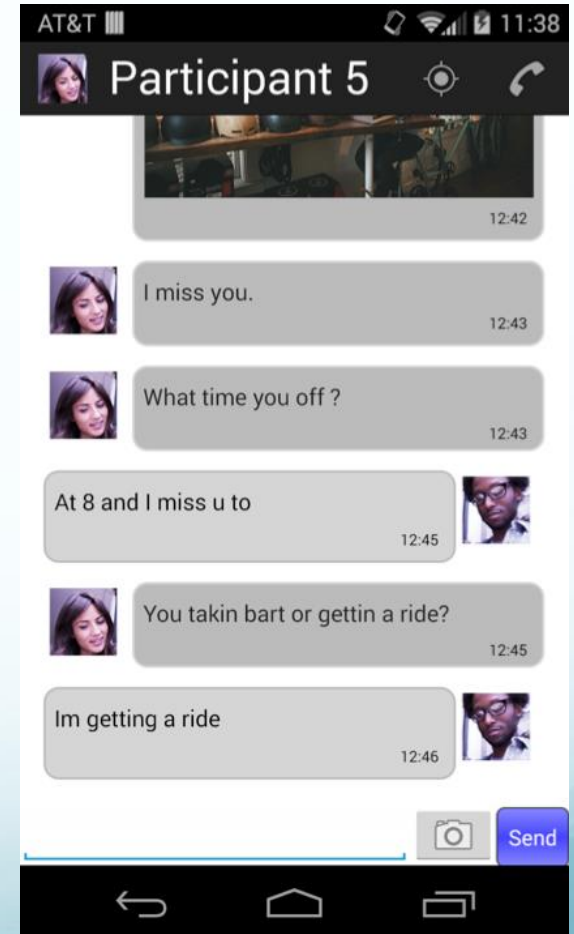 AT&T 11:38
Participant 5
12:42
I miss you.
12:43
What time you off ?
12:43
At 8 and I miss u to
12:45
You takin bart or gettin a ride?
12:45
Im getting a ride
12:46
Send